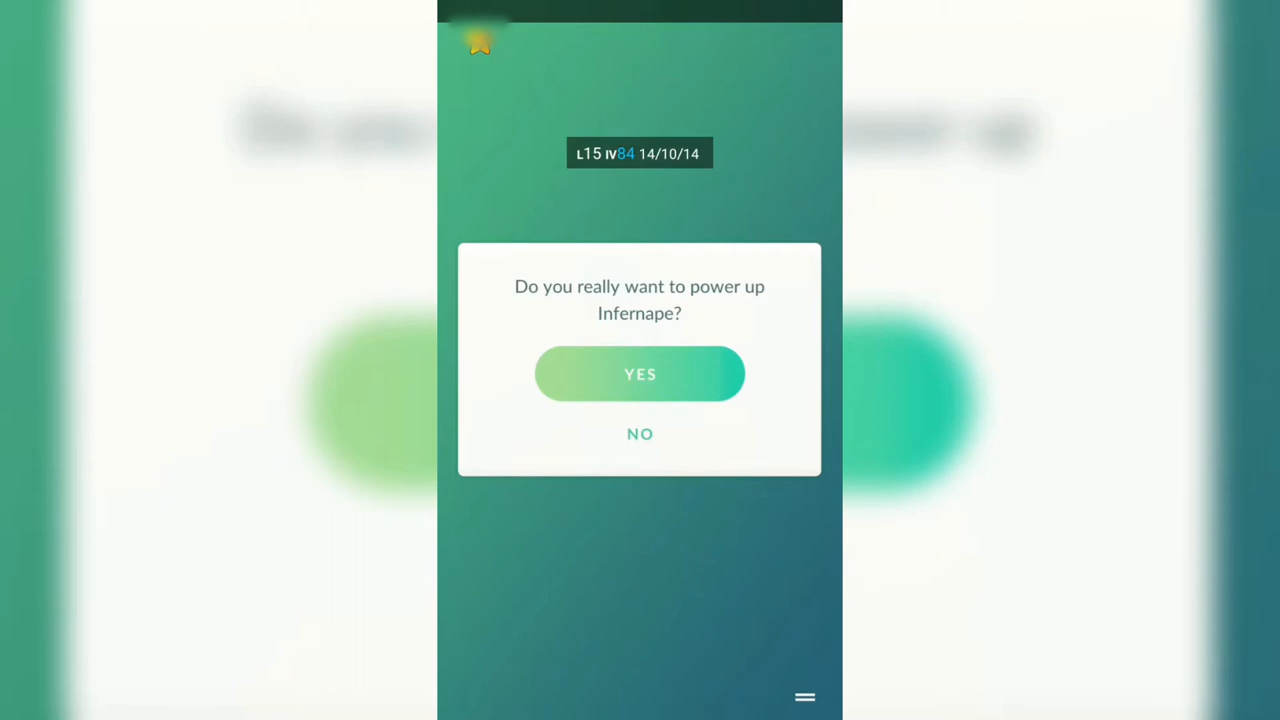 L15 IV84 14/10/14
Do you really want to power up
Infernape?
YES
NO